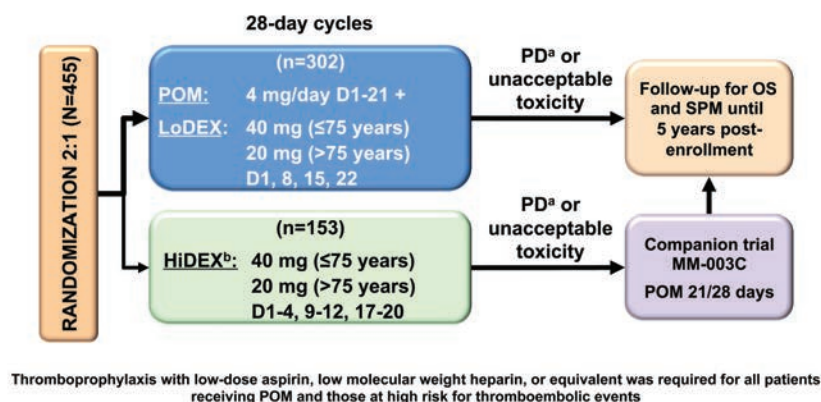 28-day cycles
RANDOMIZATION 2:1 (N=455)
(n=302)
POM: 4 mg/day D1-21 +
LoDEX: 40 mg (≤75 years)
20 mg (>75 years)
D1, 8, 15, 22
PDᵃ or
unacceptable
toxicity
Follow-up for OS
and SPM until
5 years post-
enrollment
(n=153)
HiDEXᵇ: 40 mg (≤75 years)
20 mg (>75 years)
D1-4, 9-12, 17-20
PDᵃ or
unacceptable
toxicity
Companion trial
MM-003C
POM 21/28 days
Thromboprophylaxis with low-dose aspirin, low molecular weight heparin, or equivalent was required for all patients
receiving POM and those at high risk for thromboembolic events